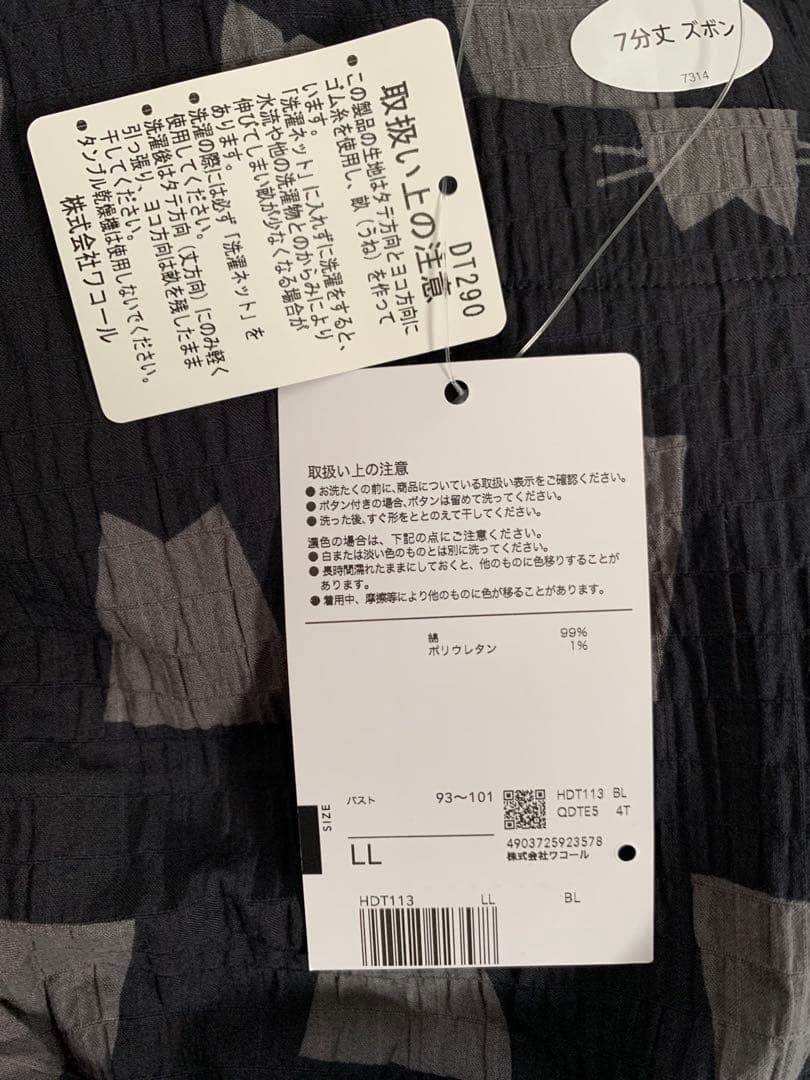 7分丈 ズボン
7314
DT290
取扱い上の注意
●この製品の生地はタテ方向とヨコ方向に
ゴム糸を使用し、畝（うね）を作って
います。
「洗濯ネット」に入れずに洗濯をすると、
水流や他の洗濯物とのからみにより
伸びてしまい畝が少なくなる場合が
あります。
●洗濯の際には必ず「洗濯ネット」を
使用してください。
●洗濯後はタテ方向（丈方向）にのみ軽く
引っ張り、ヨコ方向は畝を残したまま
干してください。
●タンブル乾燥機は使用しないでください。
株式会社ワコール
取扱い上の注意
●お洗たくの前に、商品についている取扱い表示をご確認ください。
●ボタン付きの場合、ボタンは留めて洗ってください。
●洗った後、すぐ形をととのえて干してください。
濃色の場合は、下記の点にご注意ください。
●白または淡い色のものとは別に洗ってください。
●長時間濡れたままにしておくと、他のものに色移りすることが
あります。
●着用中、摩擦等により他のものに色が移ることがあります。
綿 99%
ポリウレタン 1%
SIZE
バスト 93～101
LL
HDT113 BL
QDTE5 4T
4903725923578
株式会社ワコール
HDT113 LL BL